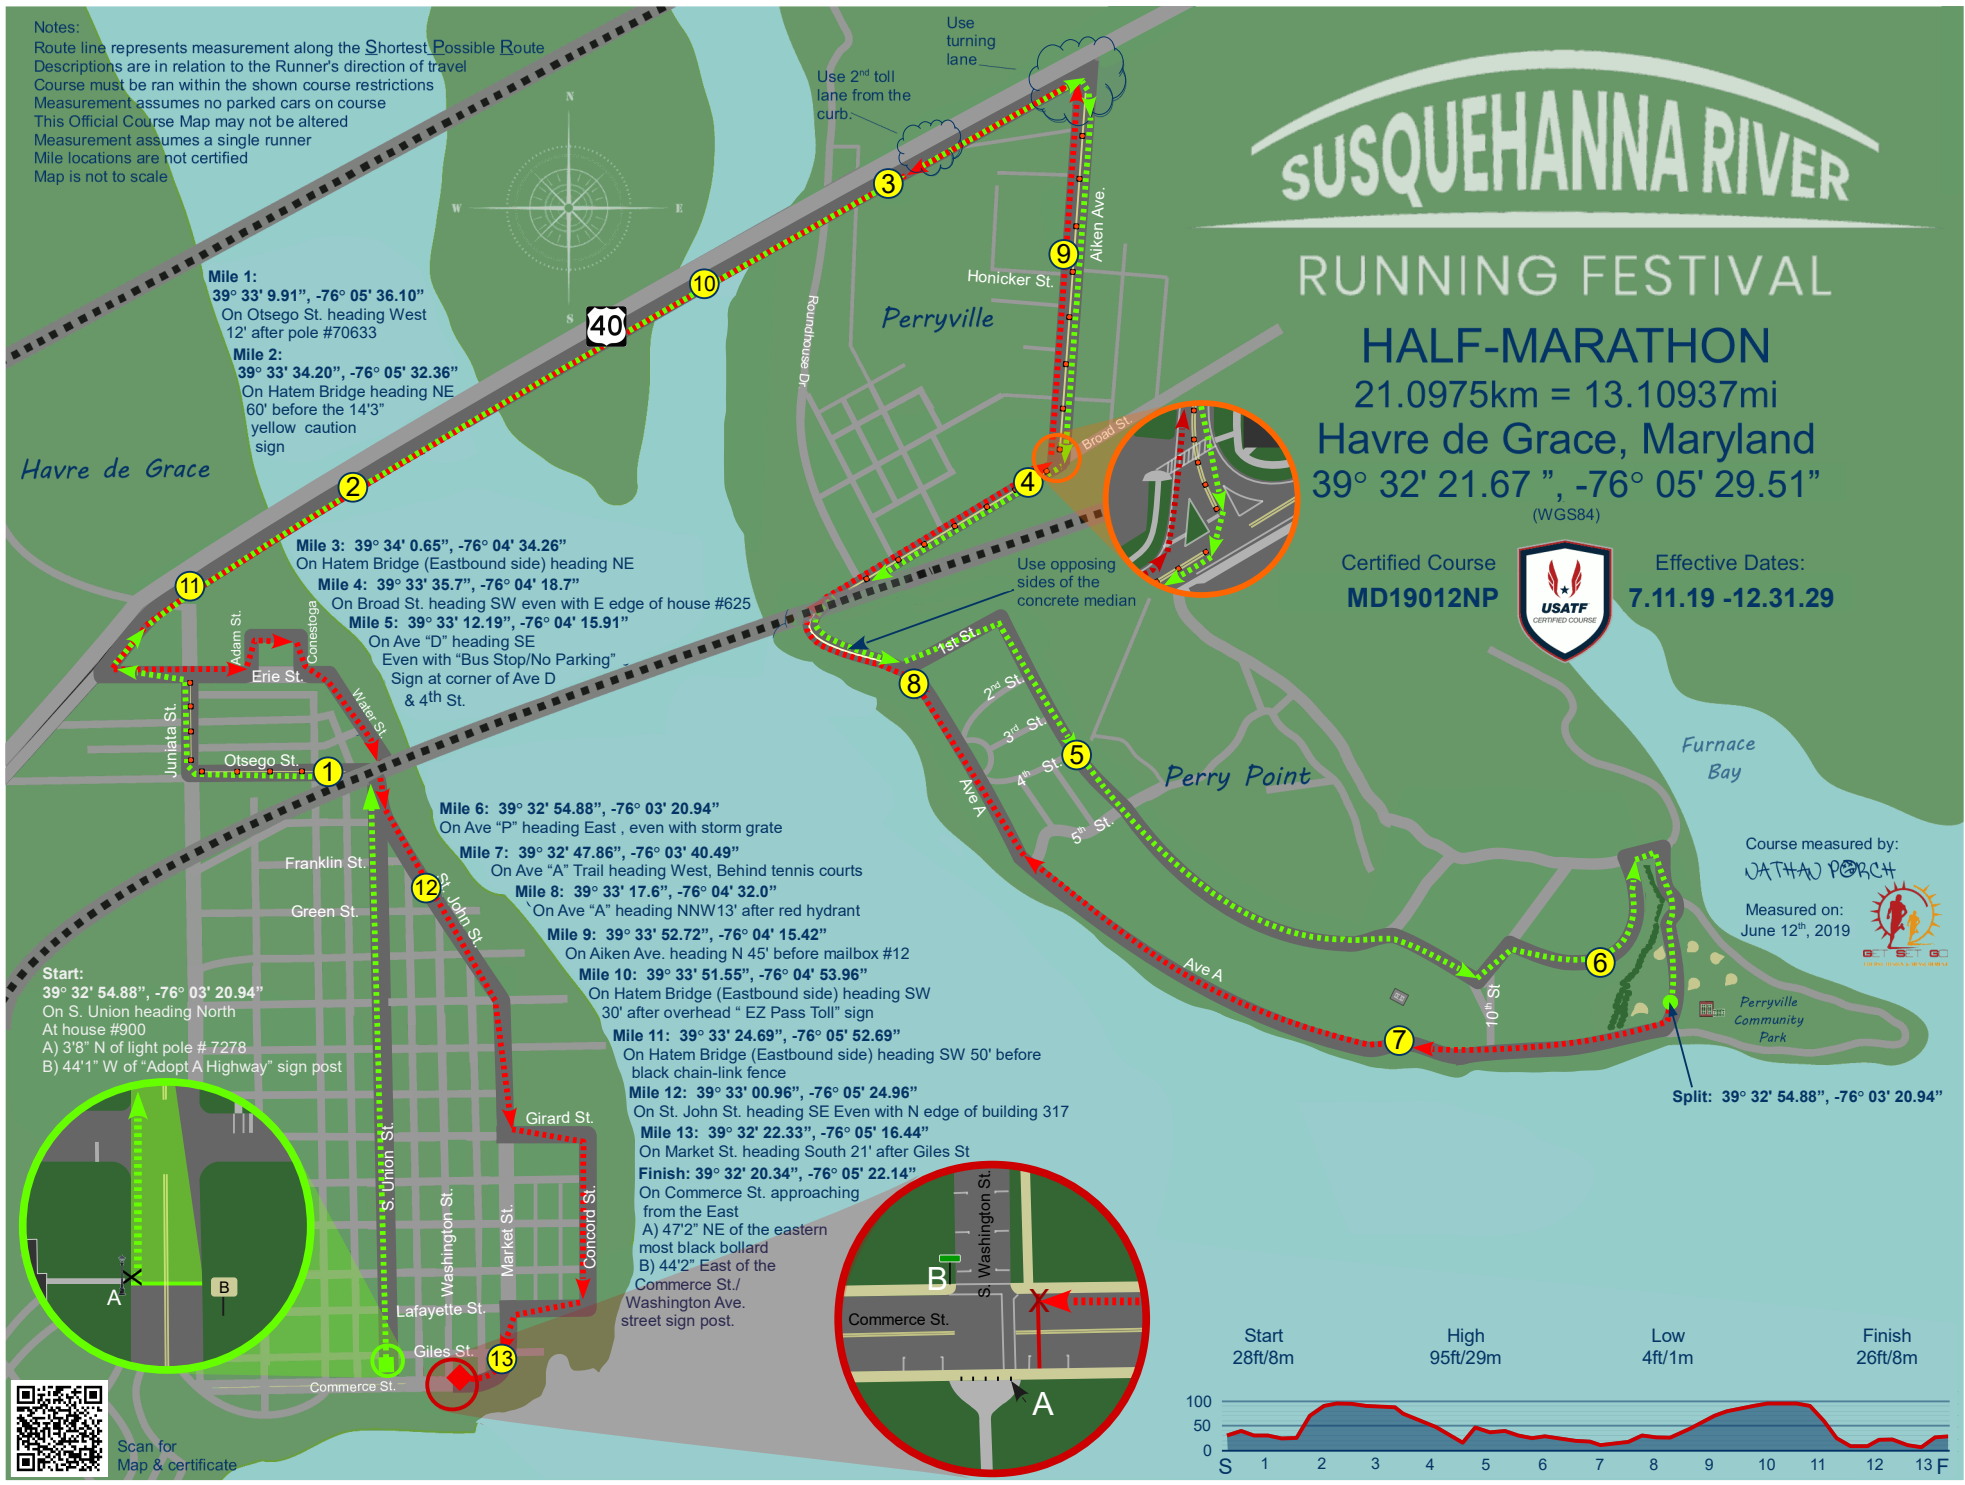 Notes:
Route line represents measurement along the Shortest Possible Route
Descriptions are in relation to the Runner's direction of travel
Course must be ran within the shown course restrictions
Measurement assumes no parked cars on course
This Official Course Map may not be altered
Measurement assumes a single runner
Mile locations are not certified
Map is not to scale
Use
turning
lane
Use 2nd toll
lane from the
curb.
N
W
E
S
SUSQUEHANNA RIVER
RUNNING FESTIVAL
HALF-MARATHON
21.0975km = 13.10937mi
Havre de Grace, Maryland
39° 32' 21.67 ”, -76° 05' 29.51”
(WGS84)
Certified Course
MD19012NP
USATF
CERTIFIED COURSE
Effective Dates:
7.11.19 -12.31.29
Mile 1:
39° 33' 9.91”, -76° 05' 36.10”
On Otsego St. heading West
12' after pole #70633
Mile 2:
39° 33' 34.20”, -76° 05' 32.36”
On Hatem Bridge heading NE
60' before the 14'3”
yellow caution
sign
Mile 3: 39° 34' 0.65”, -76° 04' 34.26”
On Hatem Bridge (Eastbound side) heading NE
Mile 4: 39° 33' 35.7”, -76° 04' 18.7”
On Broad St. heading SW even with E edge of house #625
Mile 5: 39° 33' 12.19”, -76° 04' 15.91”
On Ave “D” heading SE
Even with “Bus Stop/No Parking”
Sign at corner of Ave D
& 4th St.
Mile 6: 39° 32' 54.88”, -76° 03' 20.94”
On Ave “P” heading East , even with storm grate
Mile 7: 39° 32' 47.86”, -76° 03' 40.49”
On Ave “A” Trail heading West, Behind tennis courts
Mile 8: 39° 33' 17.6”, -76° 04' 32.0”
`On Ave “A” heading NNW13' after red hydrant
Mile 9: 39° 33' 52.72”, -76° 04' 15.42”
On Aiken Ave. heading N 45' before mailbox #12
Mile 10: 39° 33' 51.55”, -76° 04' 53.96”
On Hatem Bridge (Eastbound side) heading SW
30' after overhead “ EZ Pass Toll” sign
Mile 11: 39° 33' 24.69”, -76° 05' 52.69”
On Hatem Bridge (Eastbound side) heading SW 50' before
black chain-link fence
Mile 12: 39° 33' 00.96”, -76° 05' 24.96”
On St. John St. heading SE Even with N edge of building 317
Mile 13: 39° 32' 22.33”, -76° 05' 16.44”
On Market St. heading South 21' after Giles St
Finish: 39° 32' 20.34”, -76° 05' 22.14”
On Commerce St. approaching
from the East
A) 47'2” NE of the eastern
most black bollard
B) 44'2” East of the
Commerce St./
Washington Ave.
street sign post.
Start:
39° 32' 54.88”, -76° 03' 20.94”
On S. Union heading North
At house #900
A) 3'8” N of light pole # 7278
B) 44'1” W of “Adopt A Highway” sign post
A
B
Scan for
Map & certificate
Havre de Grace
Perryville
Perry Point
Furnace
Bay
Perryville
Community
Park
40
1
2
3
4
5
6
7
8
9
10
11
12
13
Aiken Ave.
Honicker St.
Roundhouse Dr
Broad St.
Use opposing
sides of the
concrete median
1st St.
2nd St.
3rd St.
4th St.
5th St.
Ave A
Ave A
10th St
Adam St.
Conestoga
Erie St.
Water St.
Juniata St.
Otsego St.
Franklin St.
Green St.
St. John St.
S. Union St.
Washington St.
Market St.
Girard St.
Concord St.
Lafayette St.
Giles St.
Commerce St.
S. Washington St.
B
Commerce St.
X
A
Split: 39° 32' 54.88”, -76° 03' 20.94”
Course measured by:
NATHAN PORCH
Measured on:
June 12th, 2019
GET SET GO
Start
28ft/8m
High
95ft/29m
Low
4ft/1m
Finish
26ft/8m
100
50
0
S 1 2 3 4 5 6 7 8 9 10 11 12 13 F